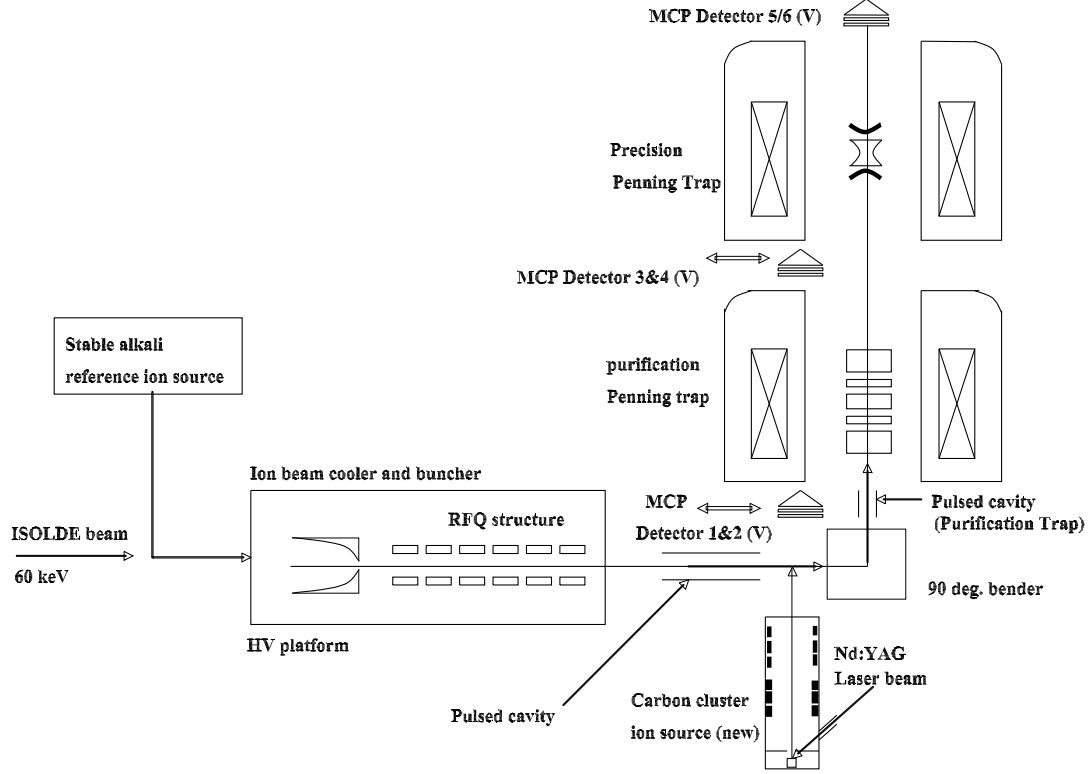 MCP Detector 5/6 (V)
Precision
Penning Trap
MCP Detector 3&4 (V)
Stable alkali
reference ion source
purification
Penning trap
Ion beam cooler and buncher
RFQ structure
MCP
Detector 1&2 (V)
Pulsed cavity
(Purification Trap)
ISOLDE beam
60 keV
90 deg. bender
HV platform
Nd:YAG
Laser beam
Carbon cluster
ion source (new)
Pulsed cavity